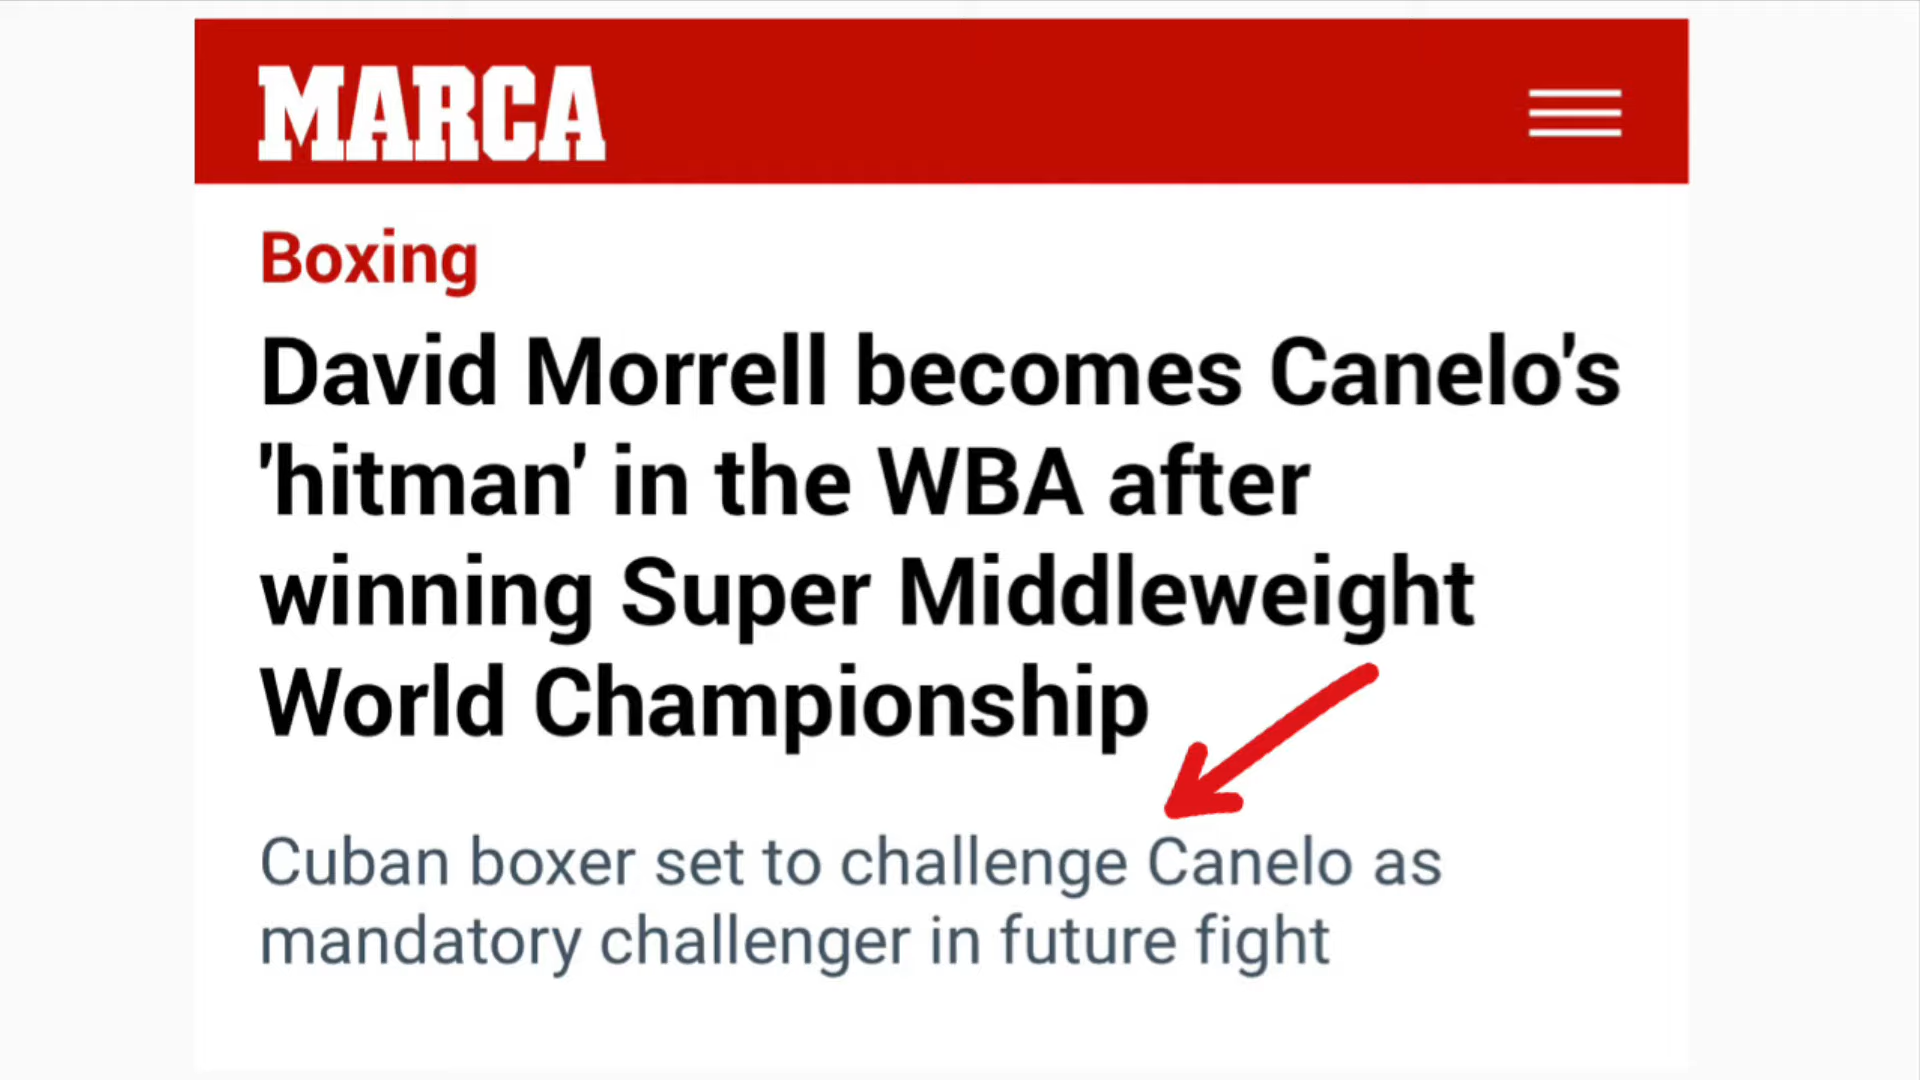 MARCA
Boxing
David Morrell becomes Canelo's
'hitman' in the WBA after
winning Super Middleweight
World Championship
Cuban boxer set to challenge Canelo as
mandatory challenger in future fight